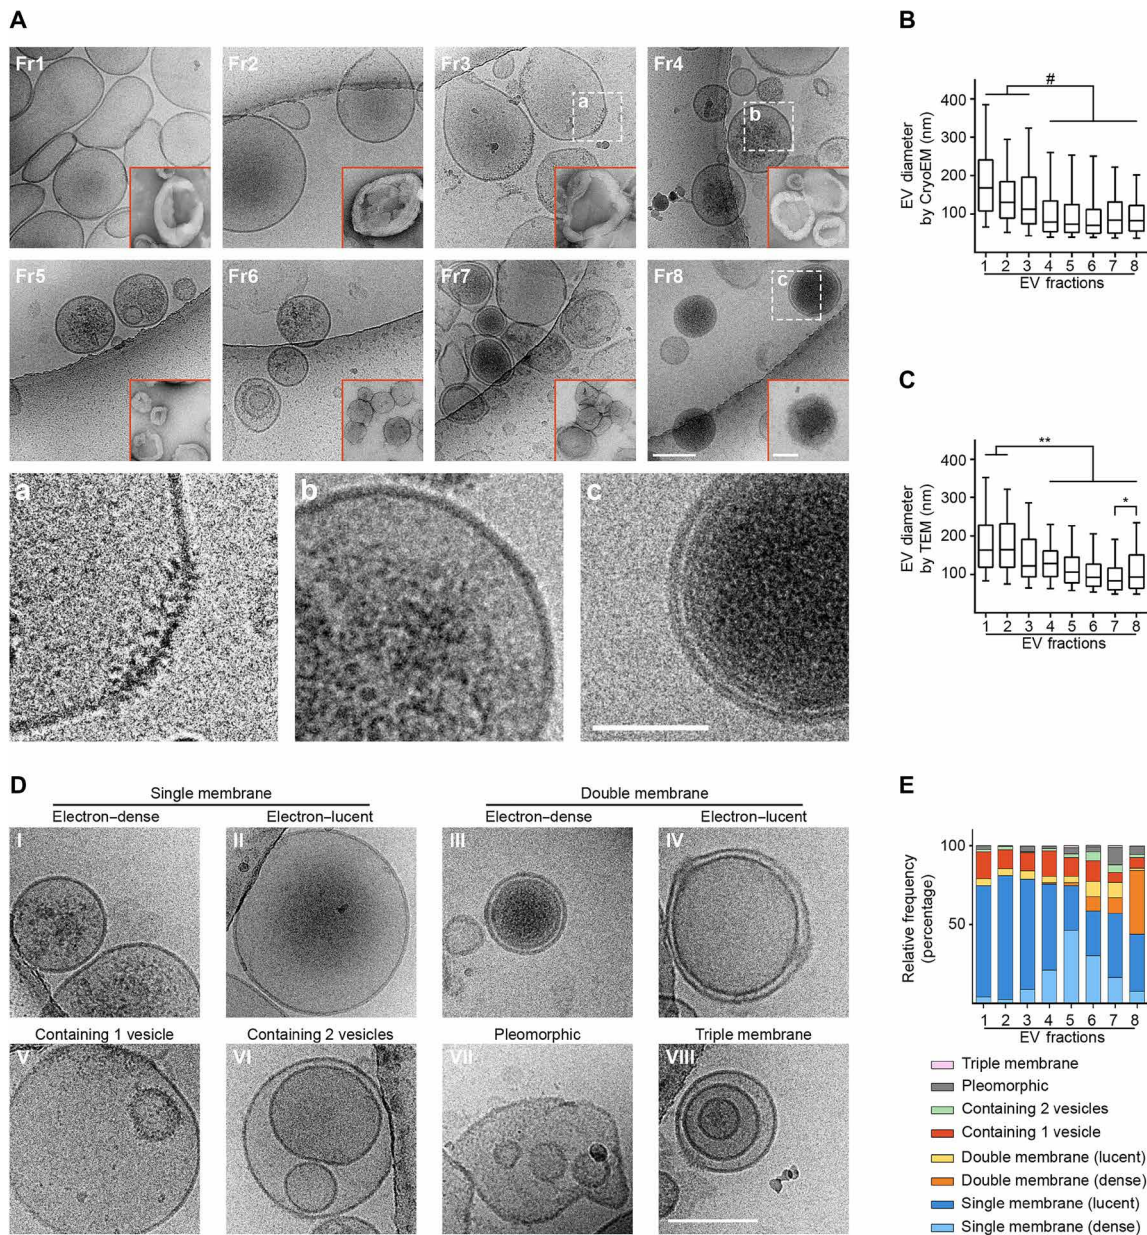 A
Fr1
Fr2
Fr3
a
Fr4
b
Fr5
Fr6
Fr7
Fr8
c
a
b
c
B
#
400
300
200
100
EV diameter
by CryoEM (nm)
1 2 3 4 5 6 7 8
EV fractions
C
**
*
400
300
200
100
EV diameter
by TEM (nm)
1 2 3 4 5 6 7 8
EV fractions
D
Single membrane
Double membrane
Electron–dense
Electron–lucent
Electron–dense
Electron–lucent
I
II
III
IV
Containing 1 vesicle
Containing 2 vesicles
Pleomorphic
Triple membrane
V
VI
VII
VIII
E
100
50
Relative frequency
(percentage)
1 2 3 4 5 6 7 8
EV fractions
Triple membrane
Pleomorphic
Containing 2 vesicles
Containing 1 vesicle
Double membrane (lucent)
Double membrane (dense)
Single membrane (lucent)
Single membrane (dense)